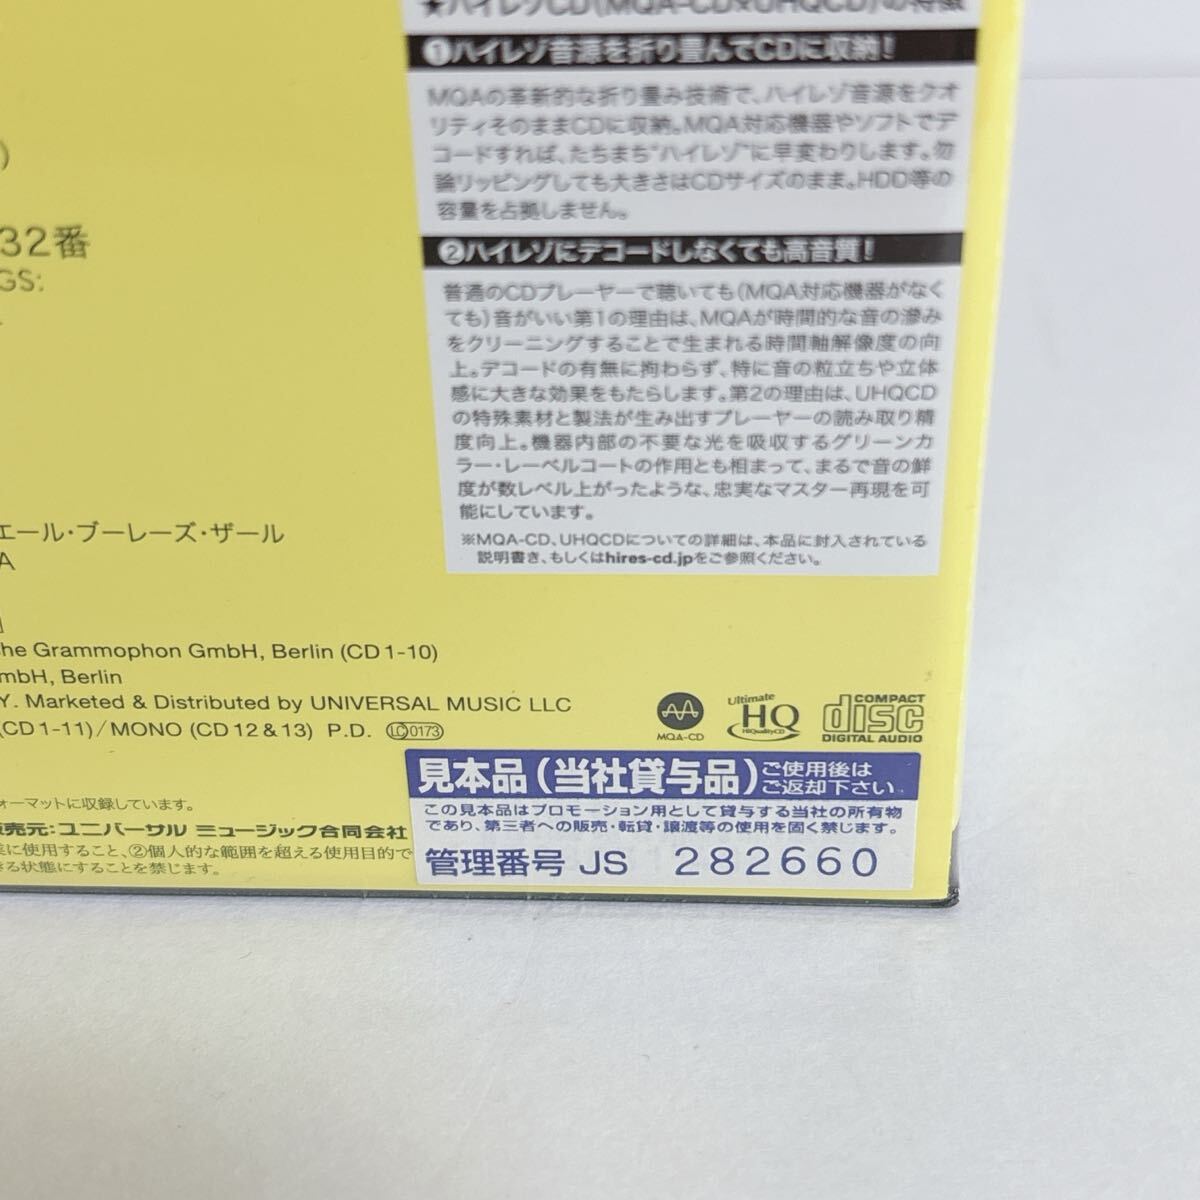 ★ハイレゾCD(MQA-CD×UHQCD)の特徴
❶ハイレゾ音源を折り畳んでCDに収納!
MQAの革新的な折り畳み技術で、ハイレゾ音源をクオ
リティそのままCDに収納。MQA対応機器やソフトでデ
コードすれば、たちまち"ハイレゾ"に早変わりします。勿
論リッピングしても大きさはCDサイズのまま。HDD等の
容量を占拠しません。
❷ハイレゾにデコードしなくても高音質!
普通のCDプレーヤーで聴いても(MQA対応機器がなく
ても)音がいい第1の理由は、MQAが時間的な音の滲み
をクリーニングすることで生まれる時間軸解像度の向
上。デコードの有無に拘わらず、特に音の粒立ちや立体
感に大きな効果をもたらします。第2の理由は、UHQCD
の特殊素材と製法が生み出すプレーヤーの読み取り精
度向上。機器内部の不要な光を吸収するグリーンカ
ラー・レーベルコートの作用とも相まって、まるで音の鮮
度が数レベル上がったような、忠実なマスター再現を可
能にしています。
※MQA-CD、UHQCDについての詳細は、本品に封入されている
説明書き、もしくはhires-cd.jpをご参照ください。
)
32番
GS:
エール・ブーレーズ・ザール
A
che Grammophon GmbH, Berlin (CD 1-10)
mbH, Berlin
Y. Marketed & Distributed by UNIVERSAL MUSIC LLC
(CD 1-11)/MONO (CD 12 & 13) P.D. LC 0173
MQA-CD
Ultimate
HQ
HiQualityCD
COMPACT
disc
DIGITAL AUDIO
ォーマットに収録しています。
販売元:ユニバーサル ミュージック合同会社
業に使用すること、②個人的な範囲を超える使用目的で
きる状態にすることを禁じます。
見本品(当社貸与品)ご使用後は
ご返却下さい
この見本品はプロモーション用として貸与する当社の所有物
であり、第三者への販売・転貸・譲渡等の使用を固く禁じます。
管理番号 JS 282660